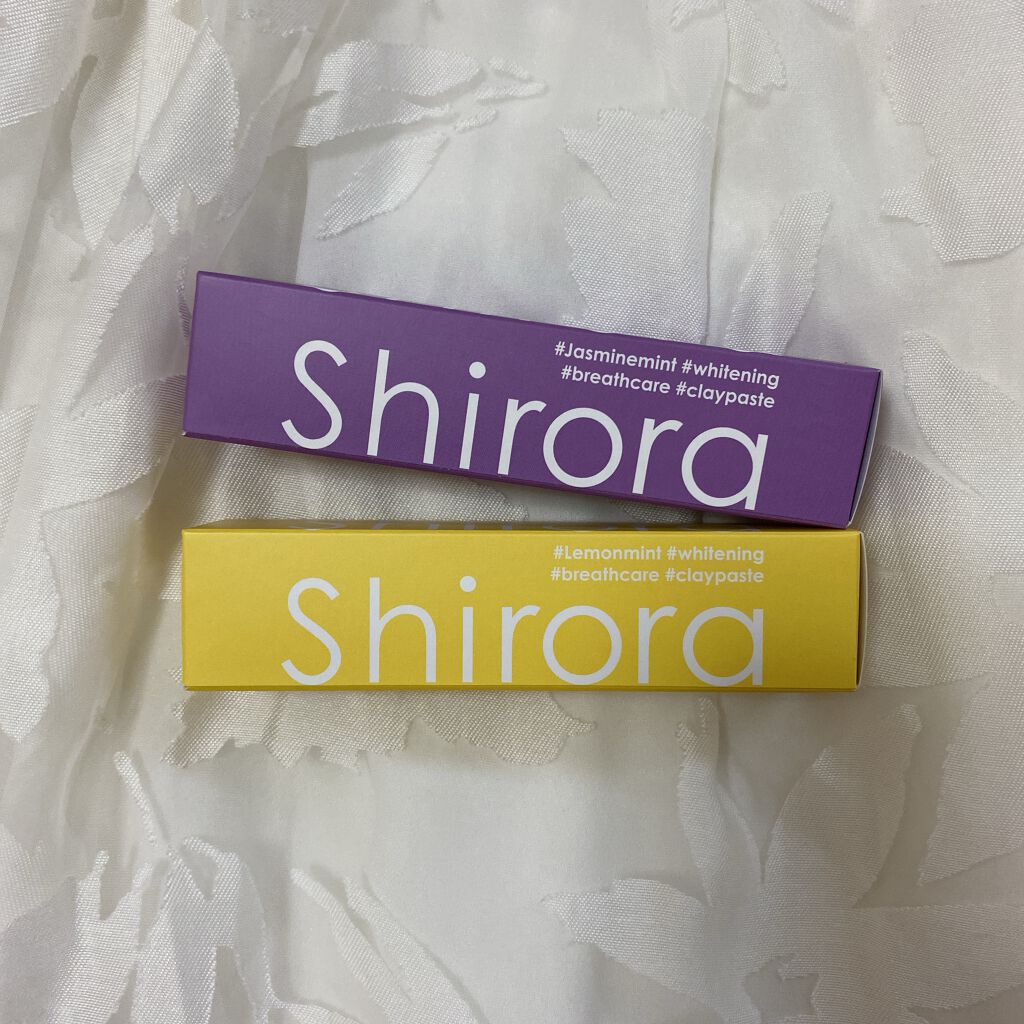 #Jasminemint #whitening
#breathcare #claypaste
Shirora
#Lemonmint #whitening
#breathcare #claypaste
Shirora